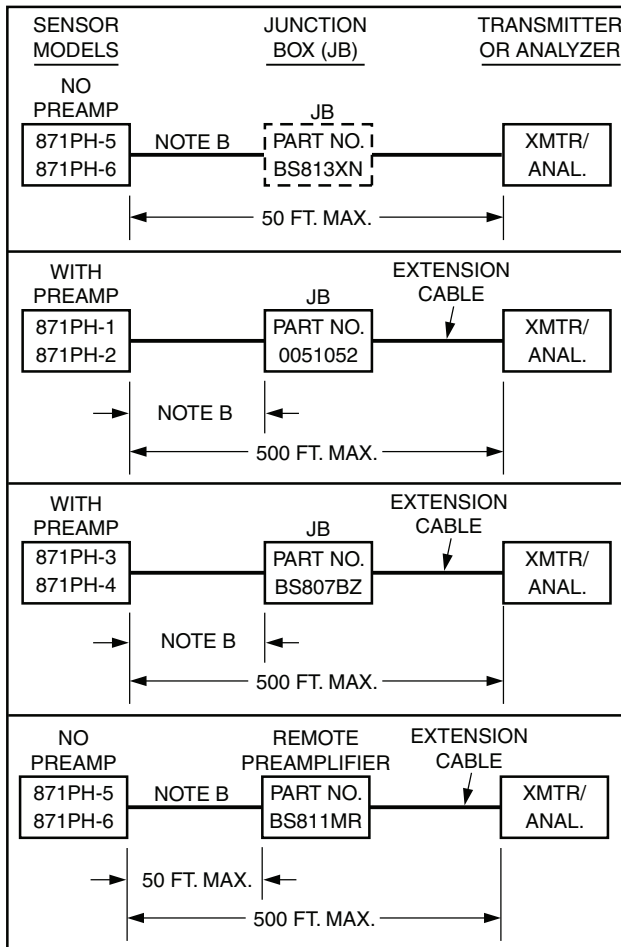 SENSOR MODELS
JUNCTION BOX (JB)
TRANSMITTER OR ANALYZER
NO PREAMP
871PH-5
871PH-6
NOTE B
JB
PART NO.
BS813XN
XMTR/
ANAL.
50 FT. MAX.
WITH PREAMP
871PH-1
871PH-2
JB
PART NO.
0051052
EXTENSION CABLE
XMTR/
ANAL.
NOTE B
500 FT. MAX.
WITH PREAMP
871PH-3
871PH-4
JB
PART NO.
BS807BZ
EXTENSION CABLE
XMTR/
ANAL.
NOTE B
500 FT. MAX.
NO PREAMP
871PH-5
871PH-6
NOTE B
REMOTE PREAMPLIFIER
PART NO.
BS811MR
EXTENSION CABLE
XMTR/
ANAL.
50 FT. MAX.
500 FT. MAX.